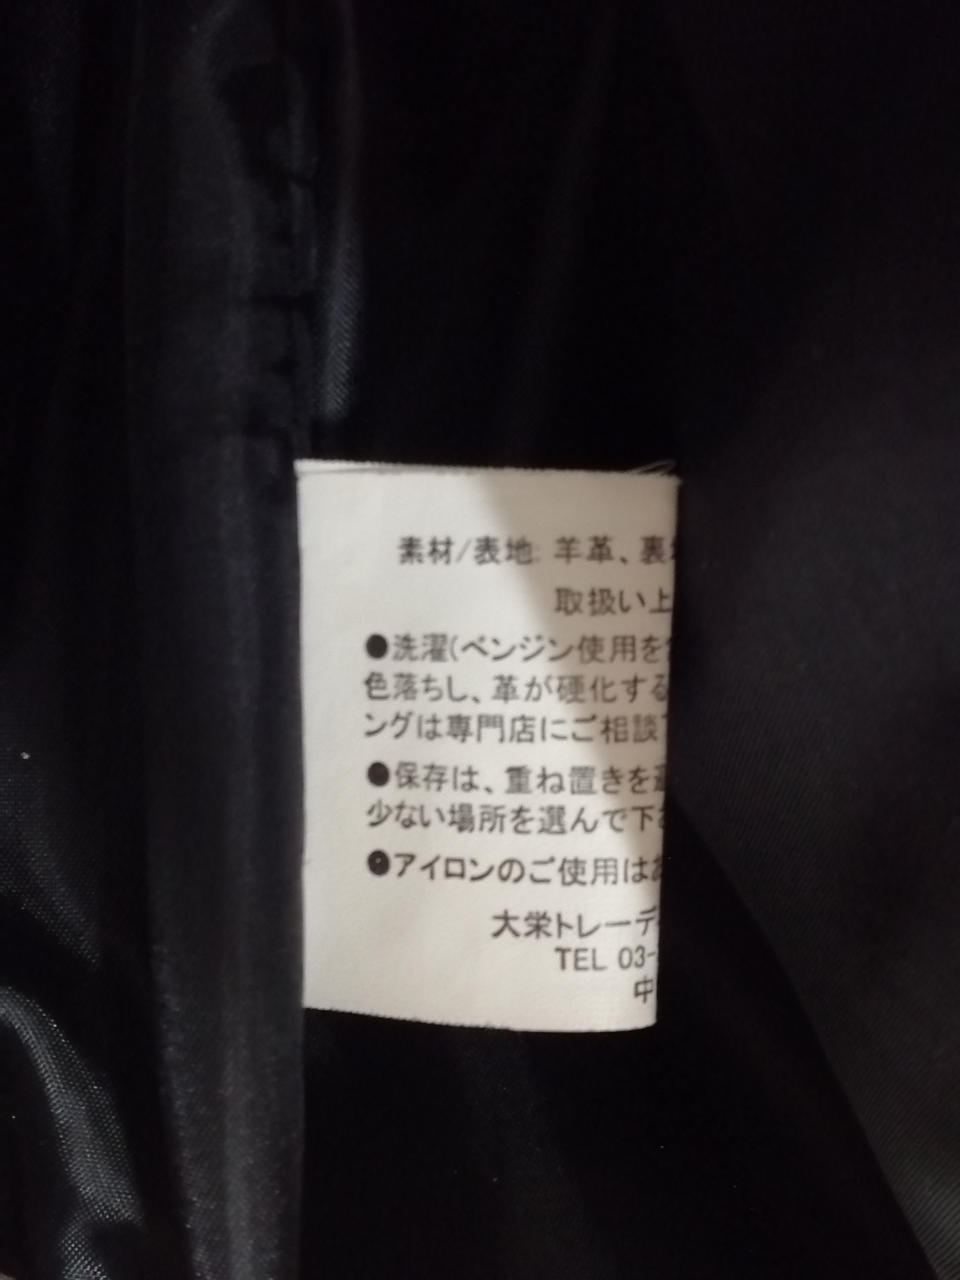 素材/表地: 羊革、裏
取扱い上
●洗濯(ベンジン使用を
色落ちし、革が硬化する
ングは専門店にご相談
●保存は、重ね置きを
少ない場所を選んで下
●アイロンのご使用は
大栄トレーデ
TEL 03-
中